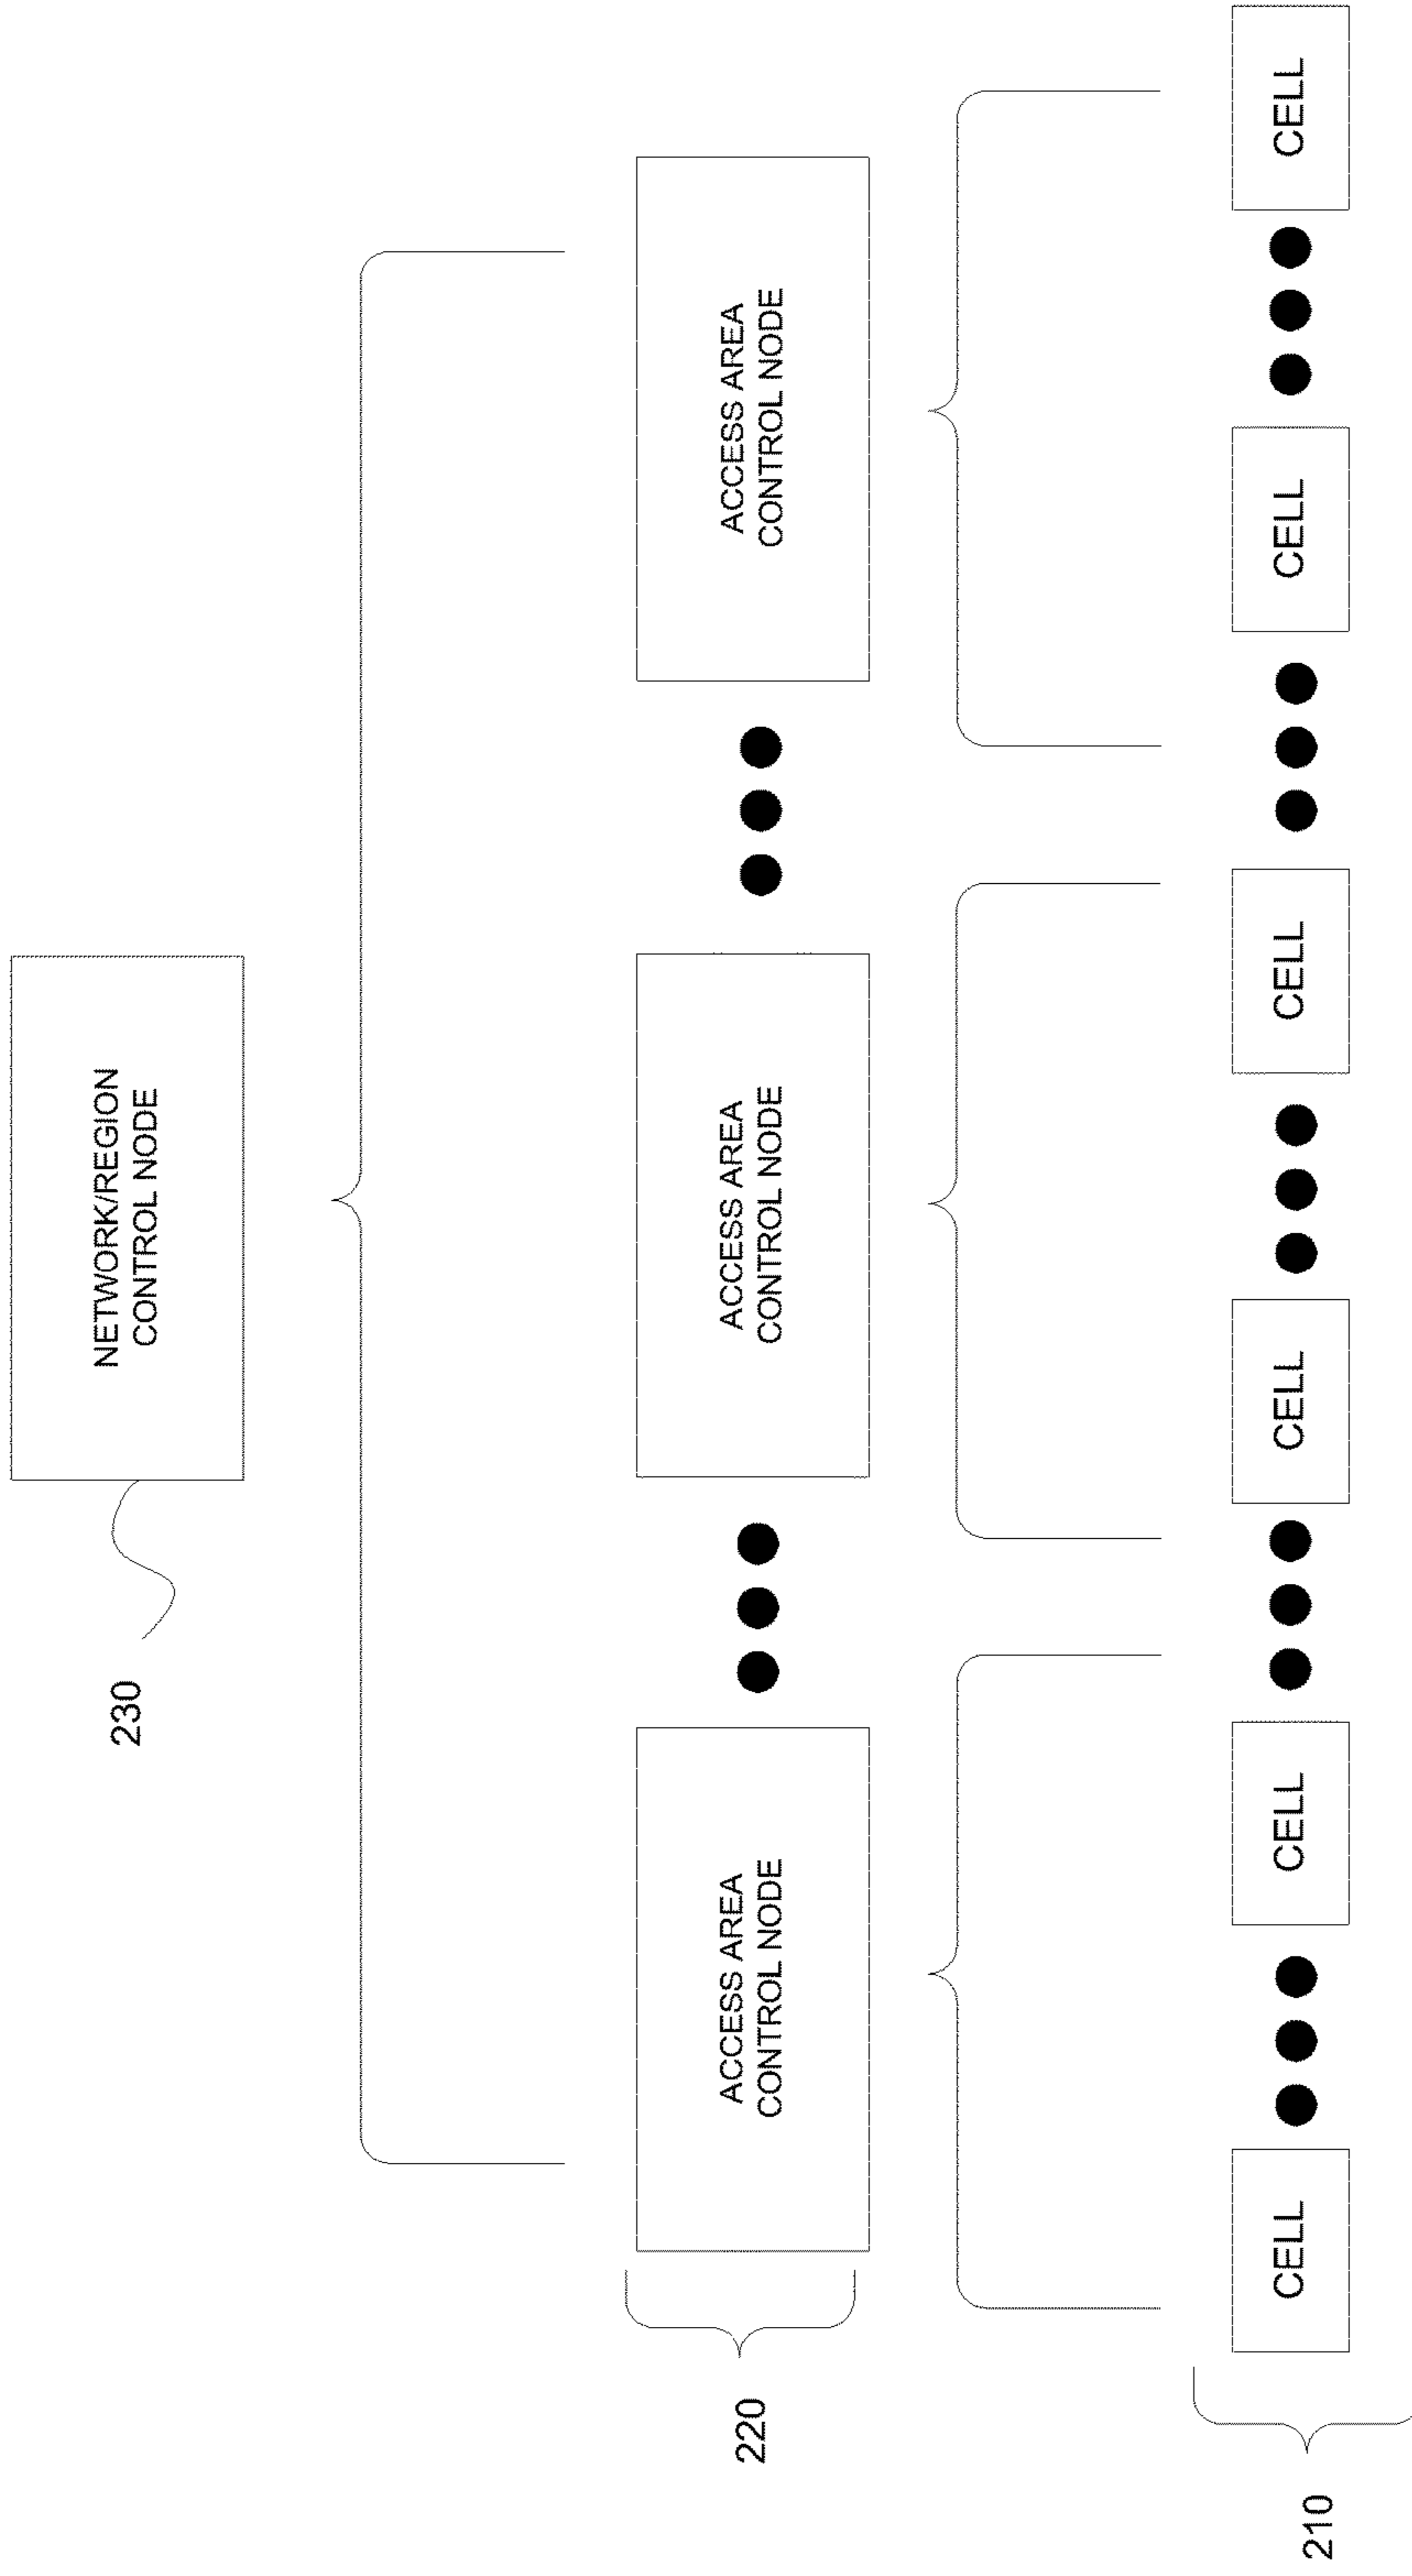 NETWORK/REGION
CONTROL NODE
230
ACCESS AREA
CONTROL NODE
ACCESS AREA
CONTROL NODE
ACCESS AREA
CONTROL NODE
220
CELL
CELL
CELL
CELL
CELL
CELL
210